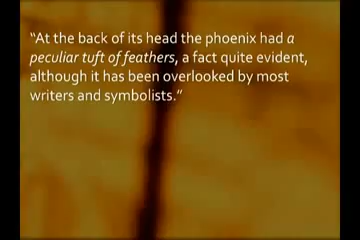 “At the back of its head the phoenix had a
peculiar tuft of feathers, a fact quite evident,
although it has been overlooked by most
writers and symbolists.”